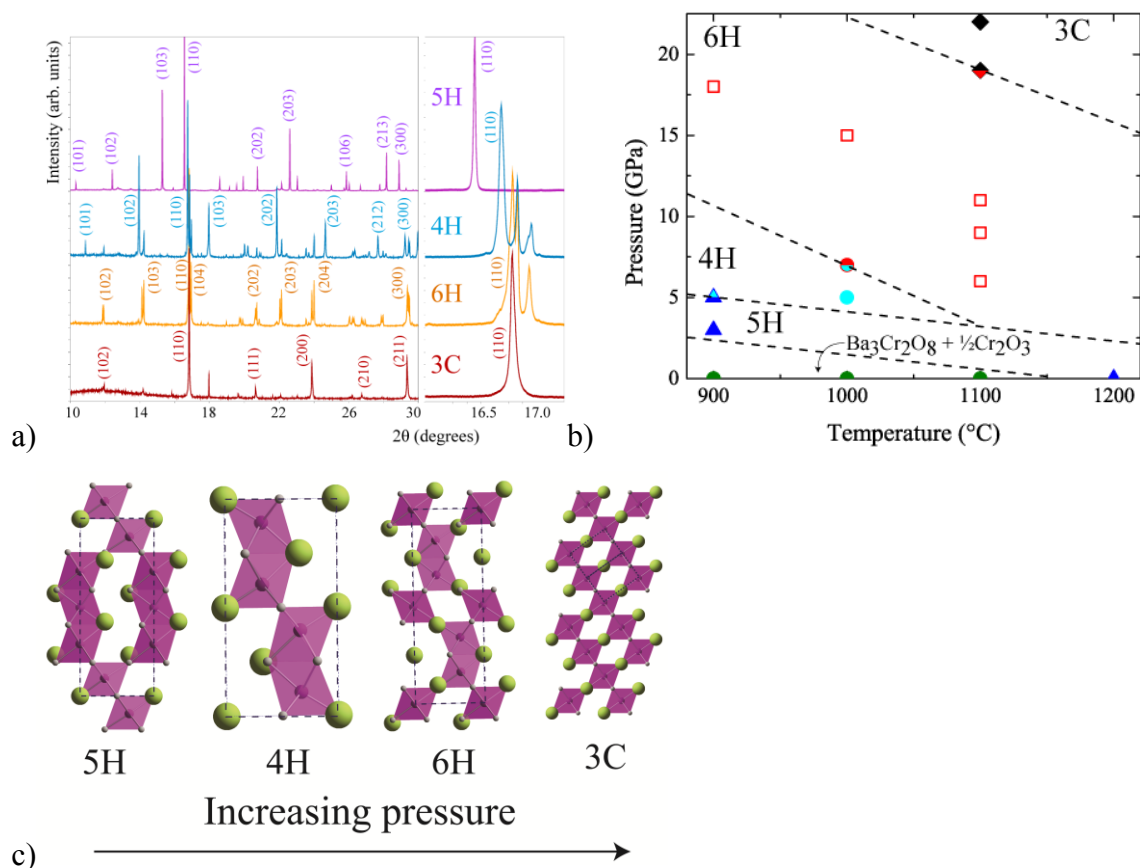 Intensity (arb. units)
(101)
(102)
(103)
(110)
(202)
(203)
(106)
(213)
(300)
(110)
5H
(101)
(102)
(110)
(103)
(202)
(203)
(212)
(300)
(110)
4H
(102)
(103)
(110)
(104)
(202)
(203)
(204)
(300)
(110)
6H
(102)
(110)
(111)
(200)
(210)
(211)
(110)
3C
10 14 18 22 26 30 16.5 17.0
2θ (degrees)
a)
6H
3C
4H
5H
Ba₃Cr₂O₈ + ½Cr₂O₃
20
15
10
5
0
Pressure (GPa)
900 1000 1100 1200
Temperature (°C)
b)
5H 4H 6H 3C
Increasing pressure
c)